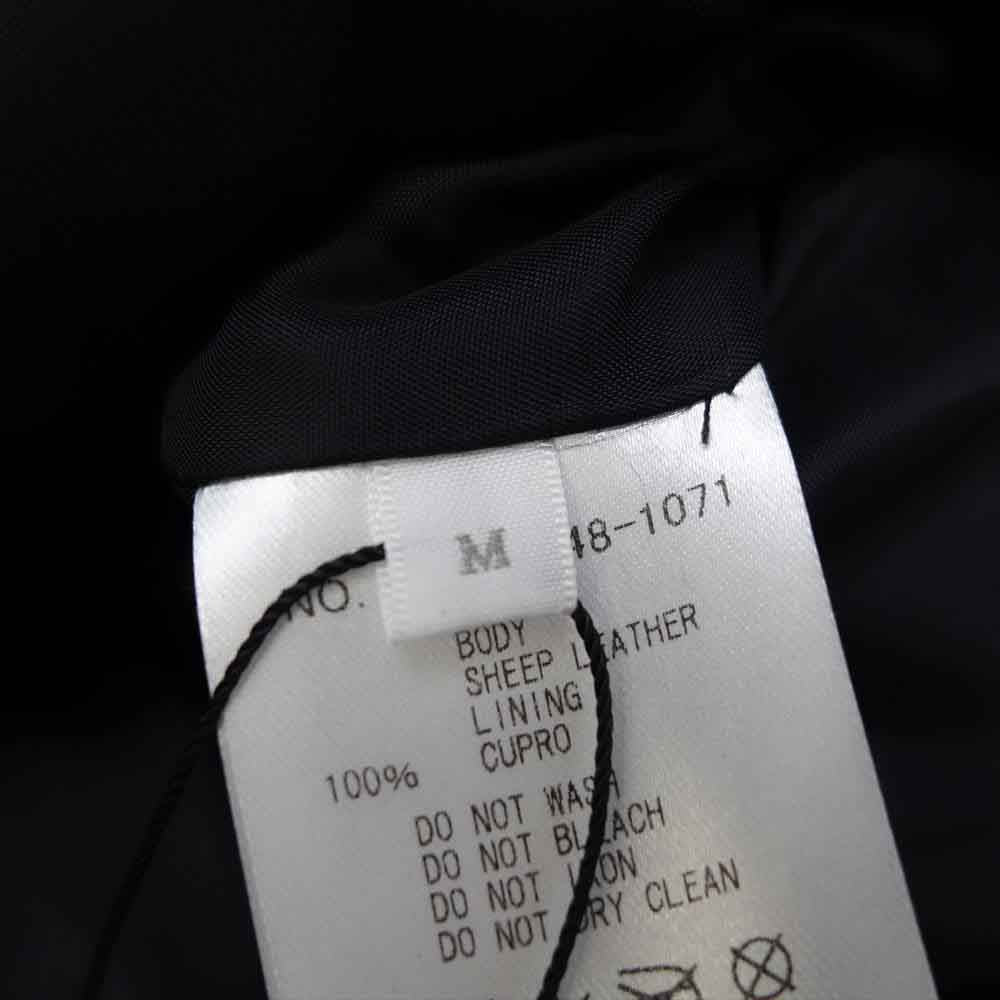 M
NO. 48-1071
BODY
SHEEP LEATHER
LINING
100% CUPRO
DO NOT WASH
DO NOT BLEACH
DO NOT IRON
DO NOT DRY CLEAN